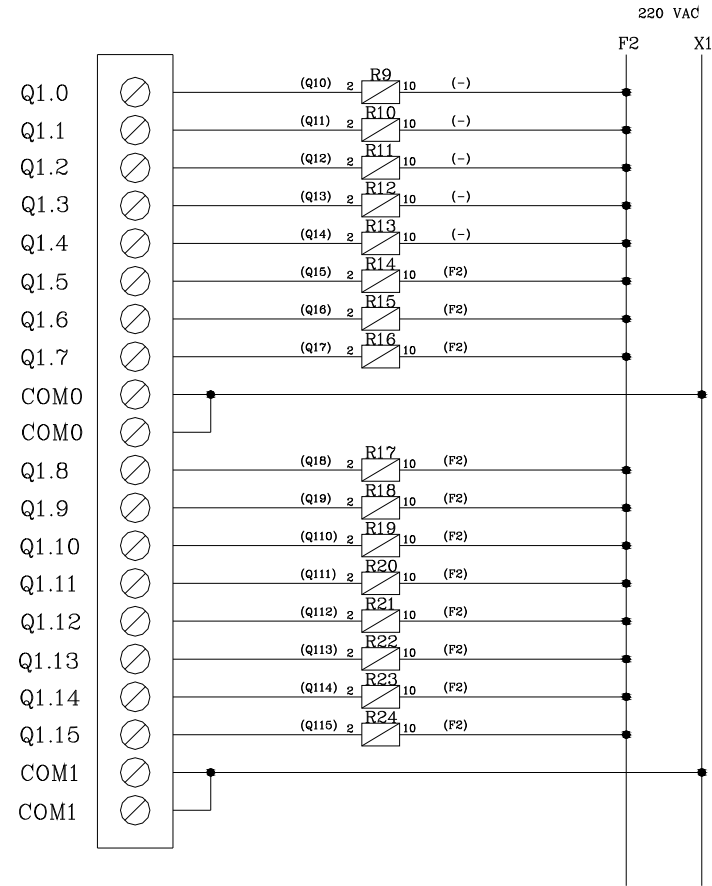 220 VAC
F2 X1
Q1.0 (Q10) 2 R9 10 (-)
Q1.1 (Q11) 2 R10 10 (-)
Q1.2 (Q12) 2 R11 10 (-)
Q1.3 (Q13) 2 R12 10 (-)
Q1.4 (Q14) 2 R13 10 (-)
Q1.5 (Q15) 2 R14 10 (F2)
Q1.6 (Q16) 2 R15 10 (F2)
Q1.7 (Q17) 2 R16 10 (F2)
COM0
COM0
Q1.8 (Q18) 2 R17 10 (F2)
Q1.9 (Q19) 2 R18 10 (F2)
Q1.10 (Q110) 2 R19 10 (F2)
Q1.11 (Q111) 2 R20 10 (F2)
Q1.12 (Q112) 2 R21 10 (F2)
Q1.13 (Q113) 2 R22 10 (F2)
Q1.14 (Q114) 2 R23 10 (F2)
Q1.15 (Q115) 2 R24 10 (F2)
COM1
COM1